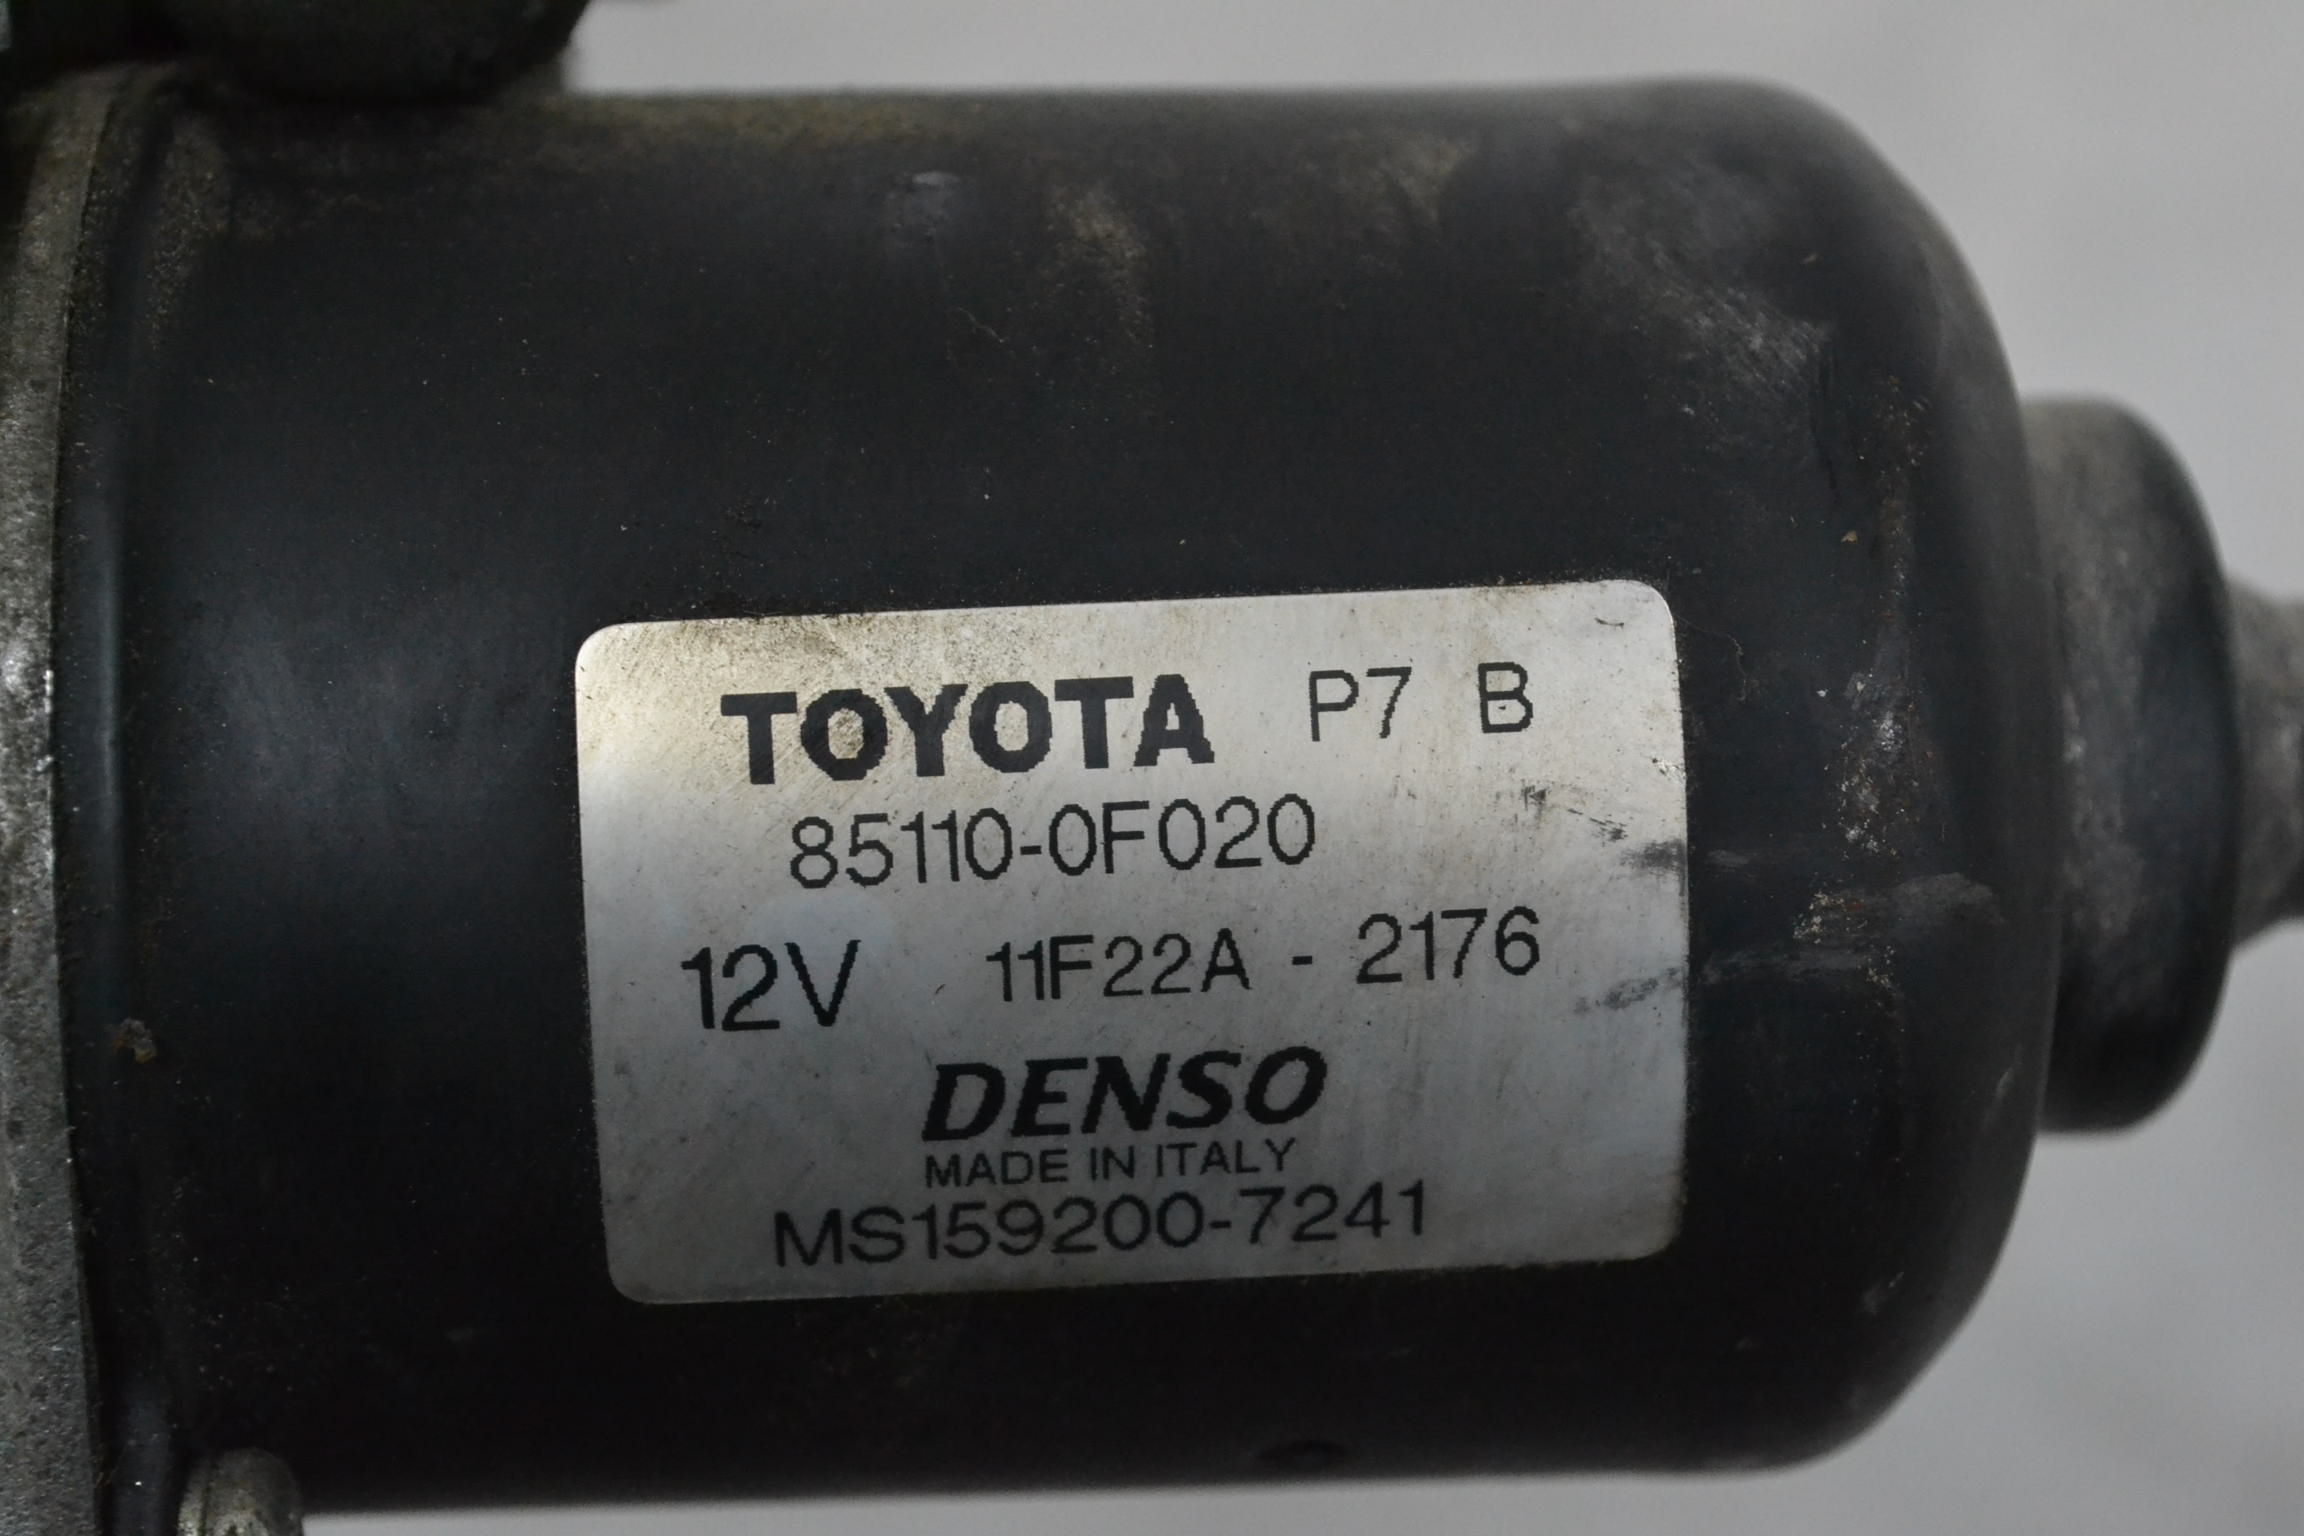 TOYOTA P7 B
85110-0F020
12V 11F22A - 2176
DENSO
MADE IN ITALY
MS159200-7241